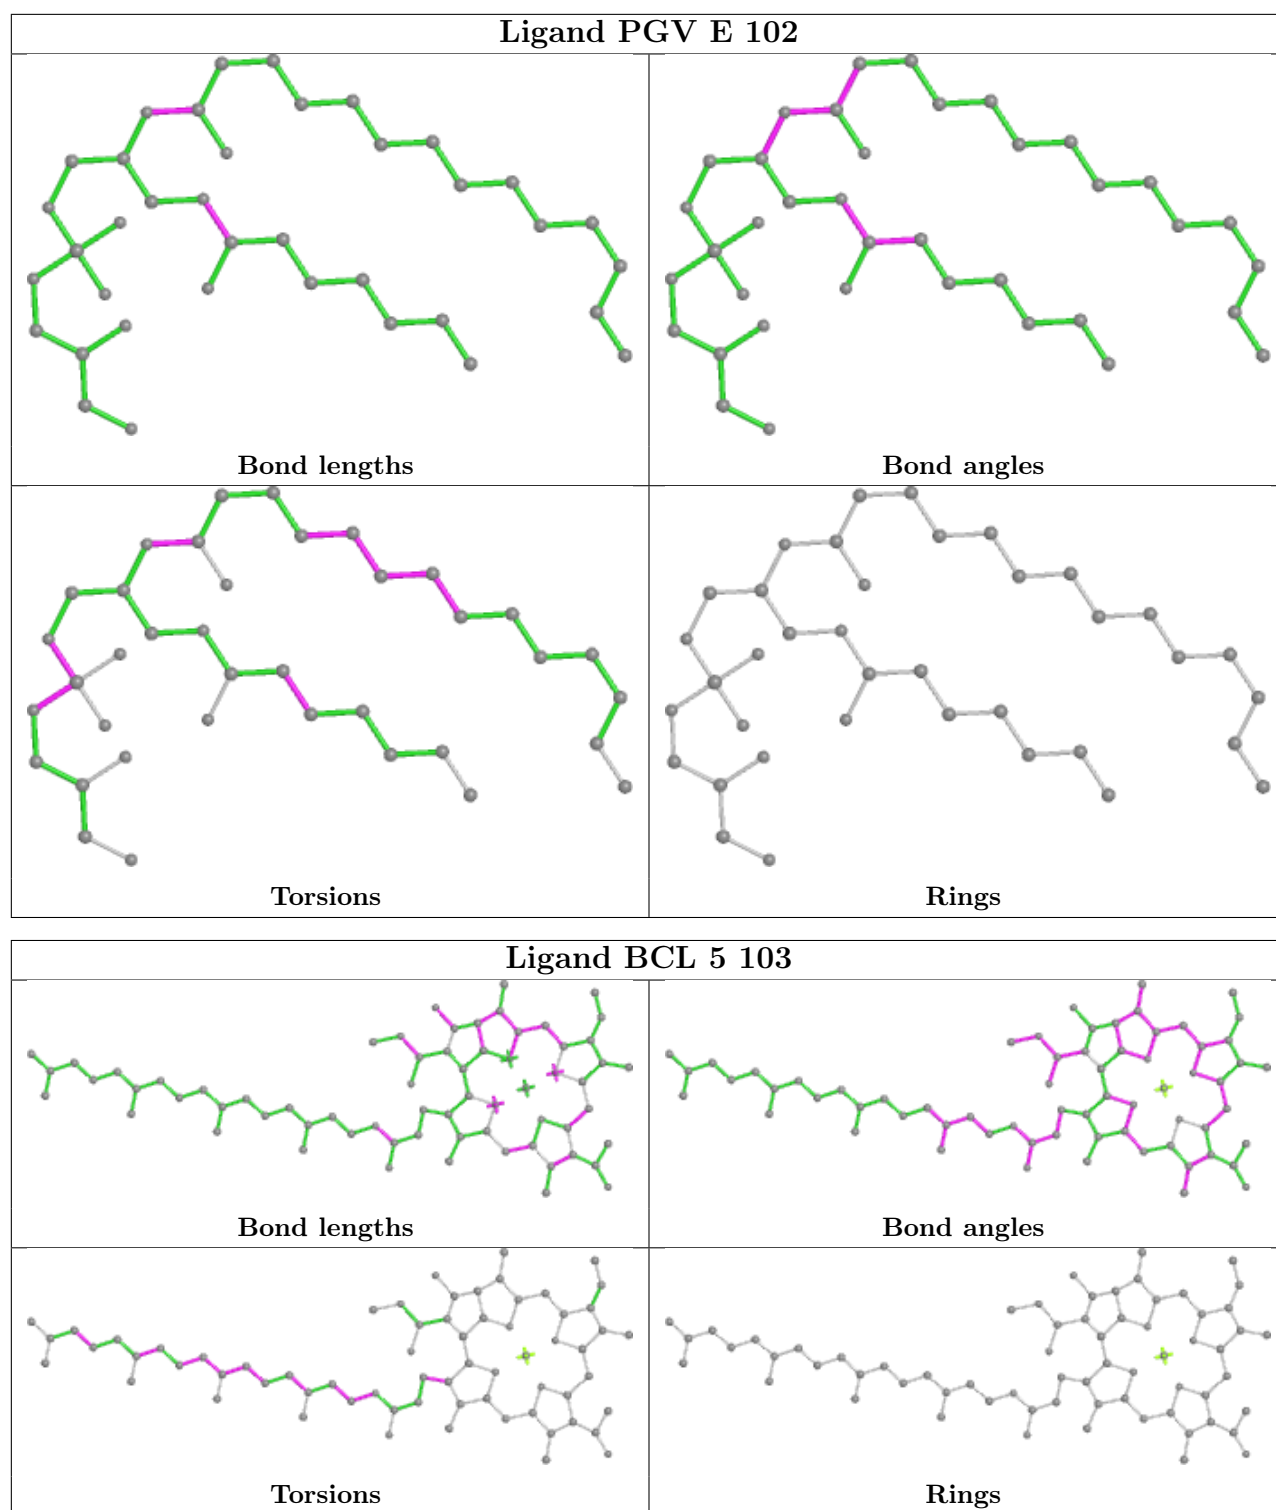 Ligand PGV E 102
Bond lengths
Bond angles
Torsions
Rings
Ligand BCL 5 103
Bond lengths
Bond angles
Torsions
Rings